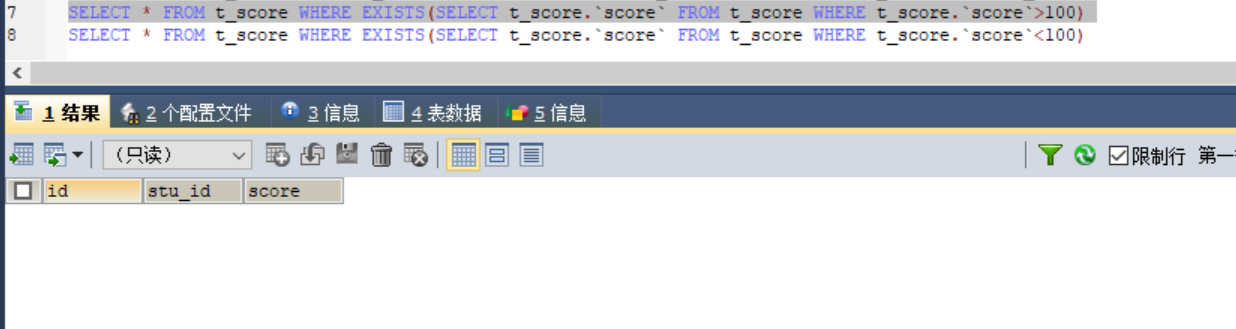 7 SELECT * FROM t_score WHERE EXISTS(SELECT t_score.`score` FROM t_score WHERE t_score.`score`>100)
8 SELECT * FROM t_score WHERE EXISTS(SELECT t_score.`score` FROM t_score WHERE t_score.`score`<100)
1 结果 2 个配置文件 3 信息 4 表数据 5 信息
（只读） 限制行 第一
id stu_id score